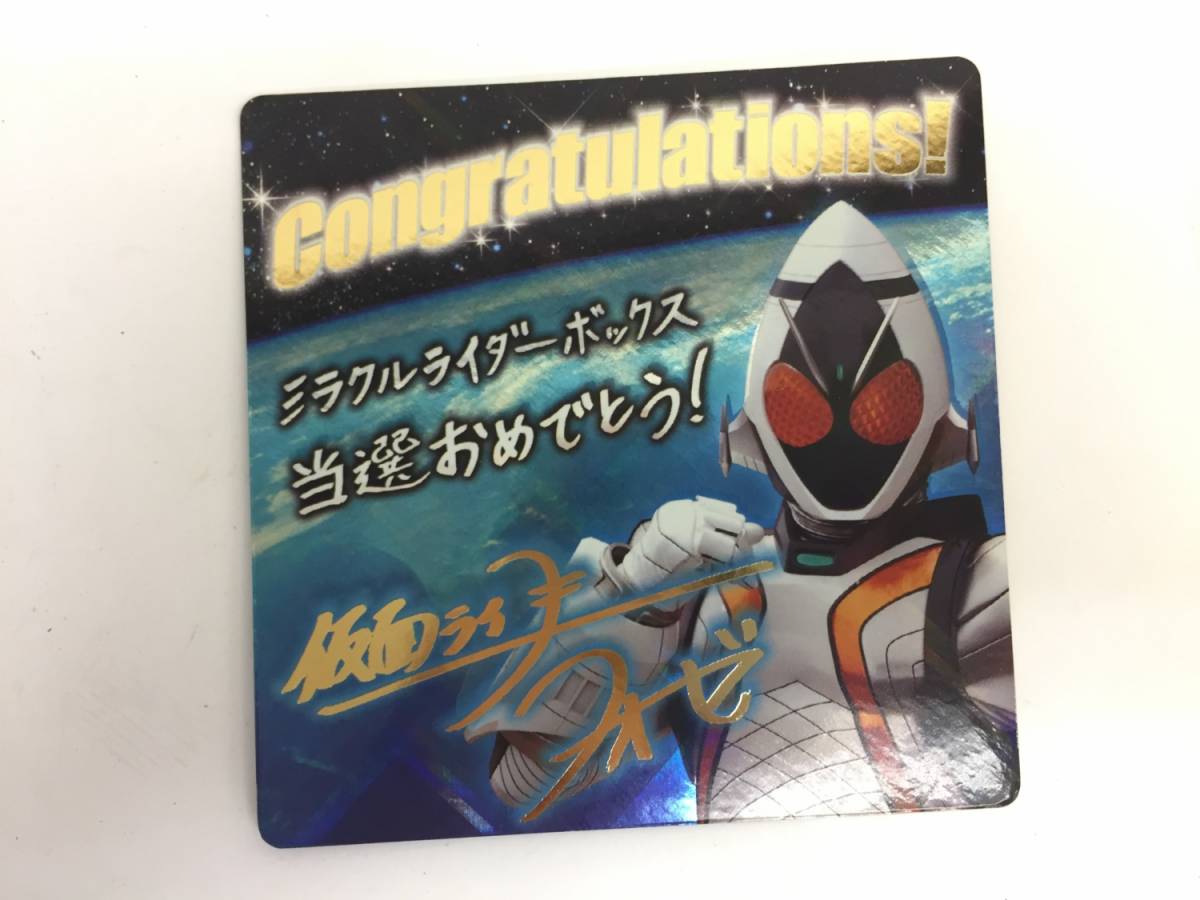 Congratulations!
ミラクルライダーボックス
当選おめでとう!
仮面ライダー
フォーゼ